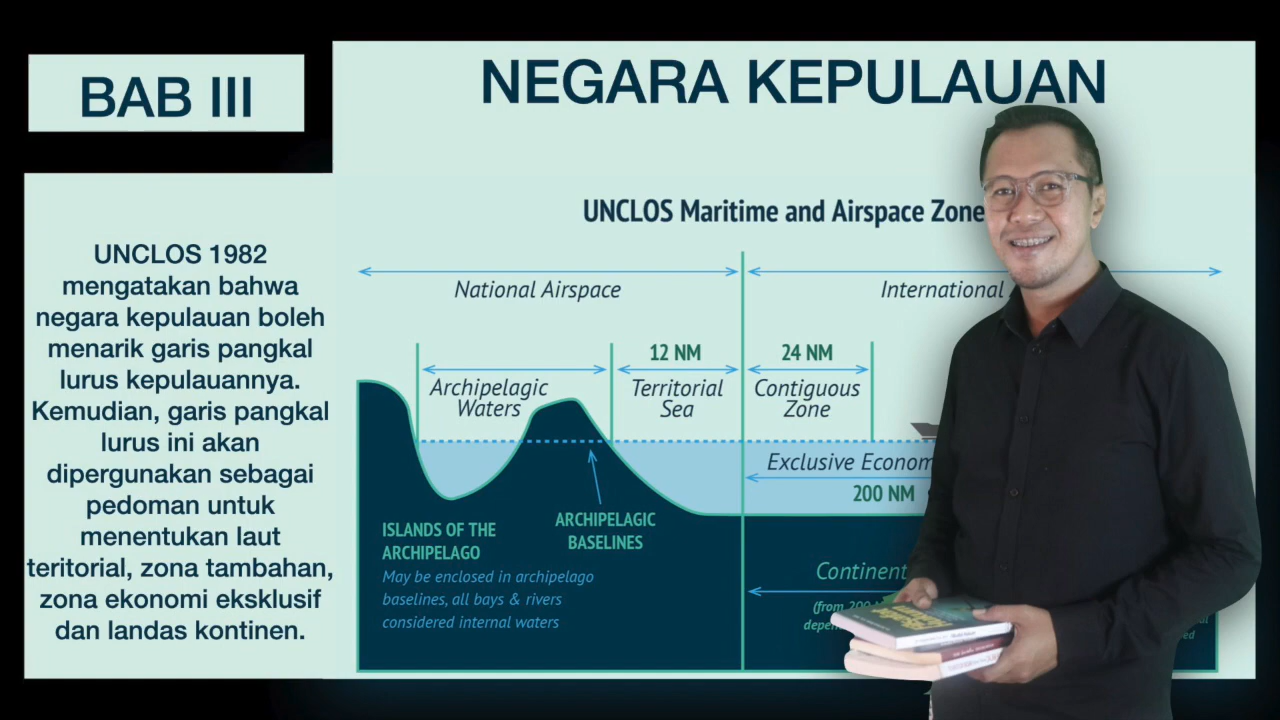 BAB III
NEGARA KEPULAUAN
UNCLOS 1982
mengatakan bahwa
negara kepulauan boleh
menarik garis pangkal
lurus kepulauannya.
Kemudian, garis pangkal
lurus ini akan
dipergunakan sebagai
pedoman untuk
menentukan laut
teritorial, zona tambahan,
zona ekonomi eksklusif
dan landas kontinen.
UNCLOS Maritime and Airspace Zone
National Airspace
International
12 NM
24 NM
Archipelagic
Waters
Territorial
Sea
Contiguous
Zone
Exclusive Econom
200 NM
ISLANDS OF THE
ARCHIPELAGO
May be enclosed in archipelago
baselines, all bays & rivers
considered internal waters
ARCHIPELAGIC
BASELINES
Continent
(from 200